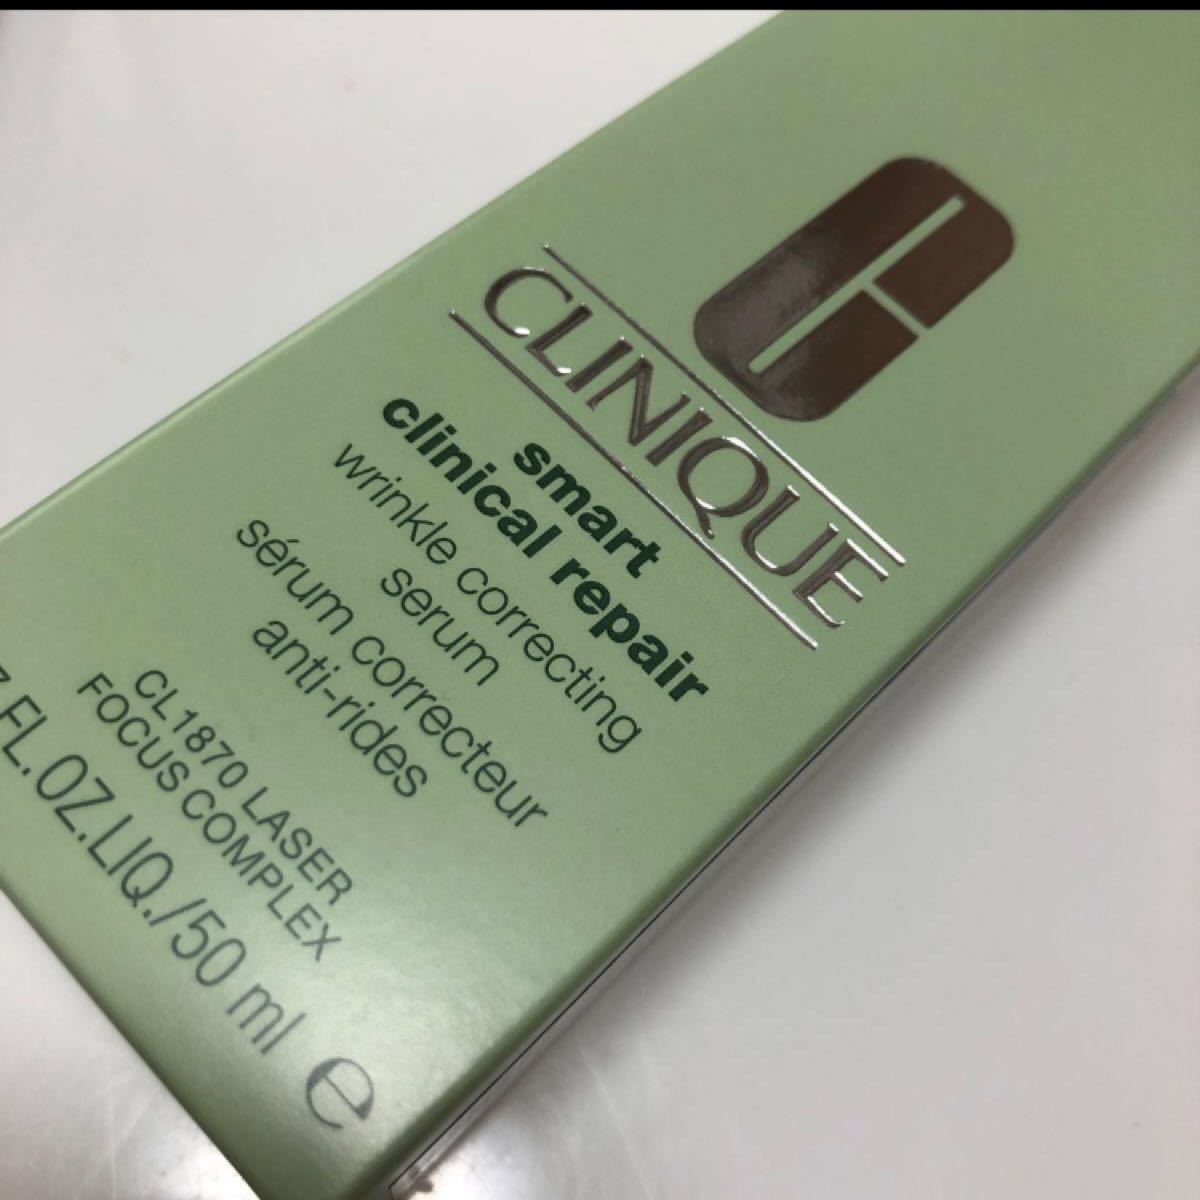 CLINIQUE
smart
clinical repair
wrinkle correcting
serum
sérum correcteur
anti-rides
CL1870 LASER
FOCUS COMPLEX
FL.OZ.LIQ./50 ml e